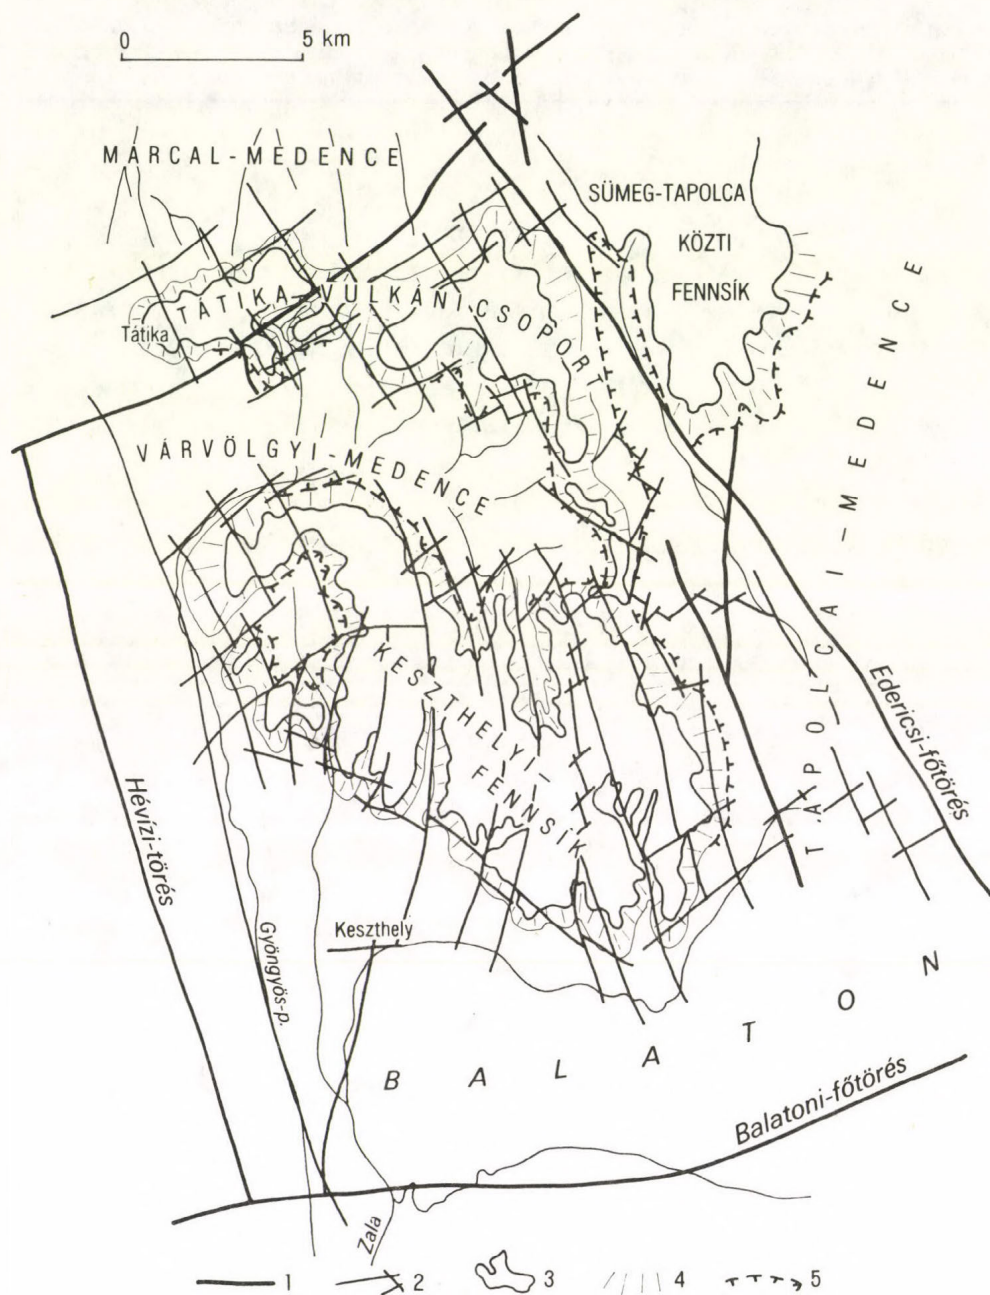 0 5 km
MARCAL-MEDENCE
SÜMEG-TAPOLCA
KÖZTI
FENNSÍK
TÁTIKA-VULKÁNI CSOPORT
Tátika
VÁRVÖLGYI-MEDENCE
TAPOLCAI-MEDENCE
KESZTHELYI-
FENNSÍK
Edericsi-főtörés
Hévízi-törés
Gyöngyös-p.
Keszthely
BALATON
Balatoni-főtörés
Zala
1 2 3 4 5